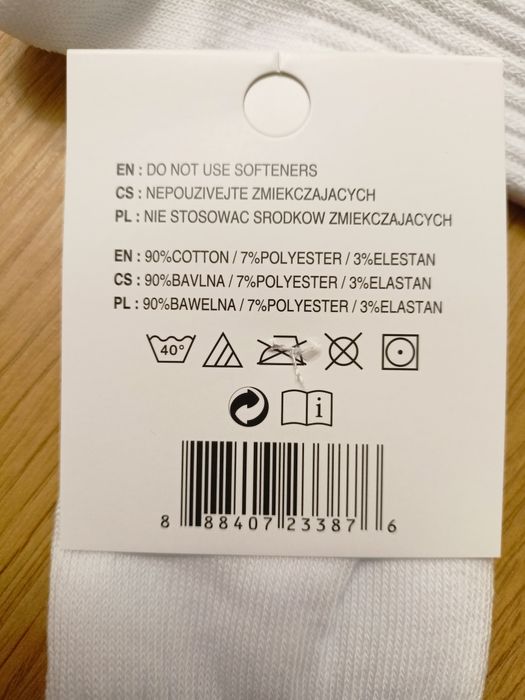 EN : DO NOT USE SOFTENERS
CS : NEPOUZIVEJTE ZMIEKCZAJACYCH
PL : NIE STOSOWAC SRODKOW ZMIEKCZAJACYCH
EN : 90%COTTON / 7%POLYESTER / 3%ELESTAN
CS : 90%BAVLNA / 7%POLYESTER / 3%ELASTAN
PL : 90%BAWELNA / 7%POLYESTER / 3%ELASTAN
40°
i
8 88407 23387 6